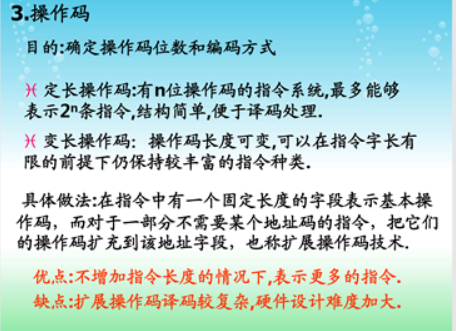 3.操作码
目的:确定操作码位数和编码方式
♓ 定长操作码:有n位操作码的指令系统,最多能够
表示2ⁿ条指令,结构简单,便于译码处理.
♓ 变长操作码: 操作码长度可变,可以在指令字长有
限的前提下仍保持较丰富的指令种类.
具体做法:在指令中有一个固定长度的字段表示基本操
作码，而对于一部分不需要某个地址码的指令，把它们
的操作码扩充到该地址字段，也称扩展操作码技术.
优点:不增加指令长度的情况下,表示更多的指令.
缺点:扩展操作码译码较复杂,硬件设计难度加大.